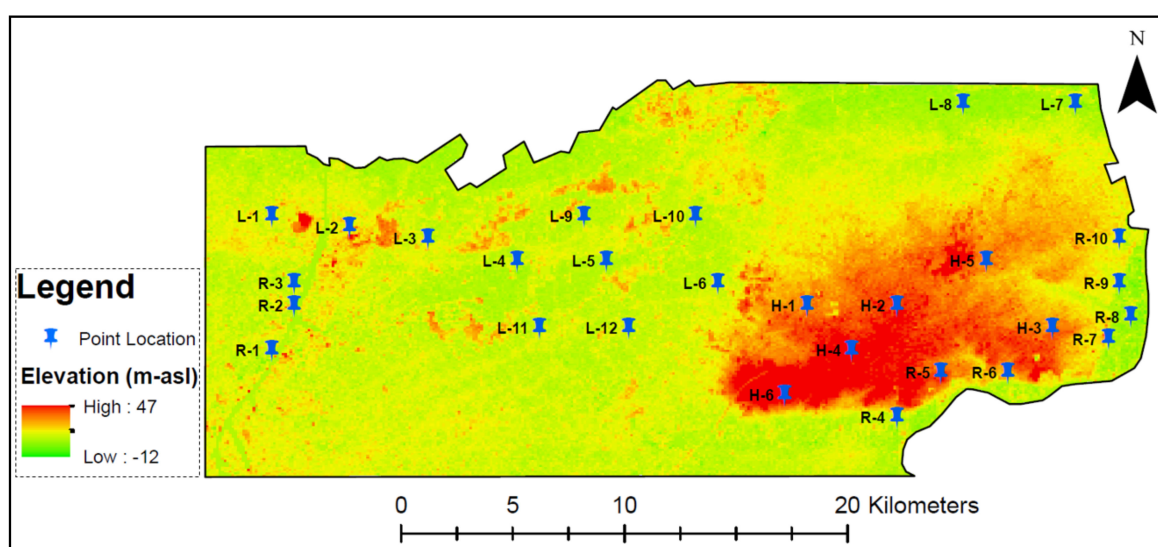 N
L-8
L-7
L-1
L-2
L-3
L-9
L-10
R-10
L-4
L-5
H-5
R-3
L-6
R-9
R-2
H-1
H-2
R-8
L-11
L-12
H-3
R-7
R-1
H-4
R-5
R-6
H-6
R-4
Legend
Point Location
Elevation (m-asl)
High : 47
Low : -12
0 5 10 20 Kilometers